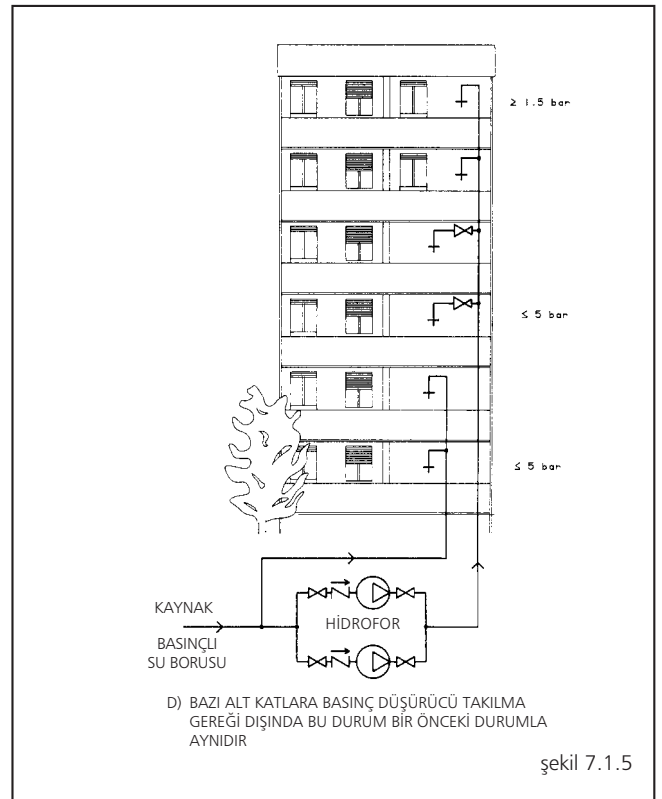 ≥ 1.5 bar
≤ 5 bar
≤ 5 bar
KAYNAK
BASINÇLI
SU BORUSU
HİDROFOR
D) BAZI ALT KATLARA BASINÇ DÜŞÜRÜCÜ TAKILMA
GEREĞİ DIŞINDA BU DURUM BİR ÖNCEKİ DURUMLA
AYNIDIR
şekil 7.1.5